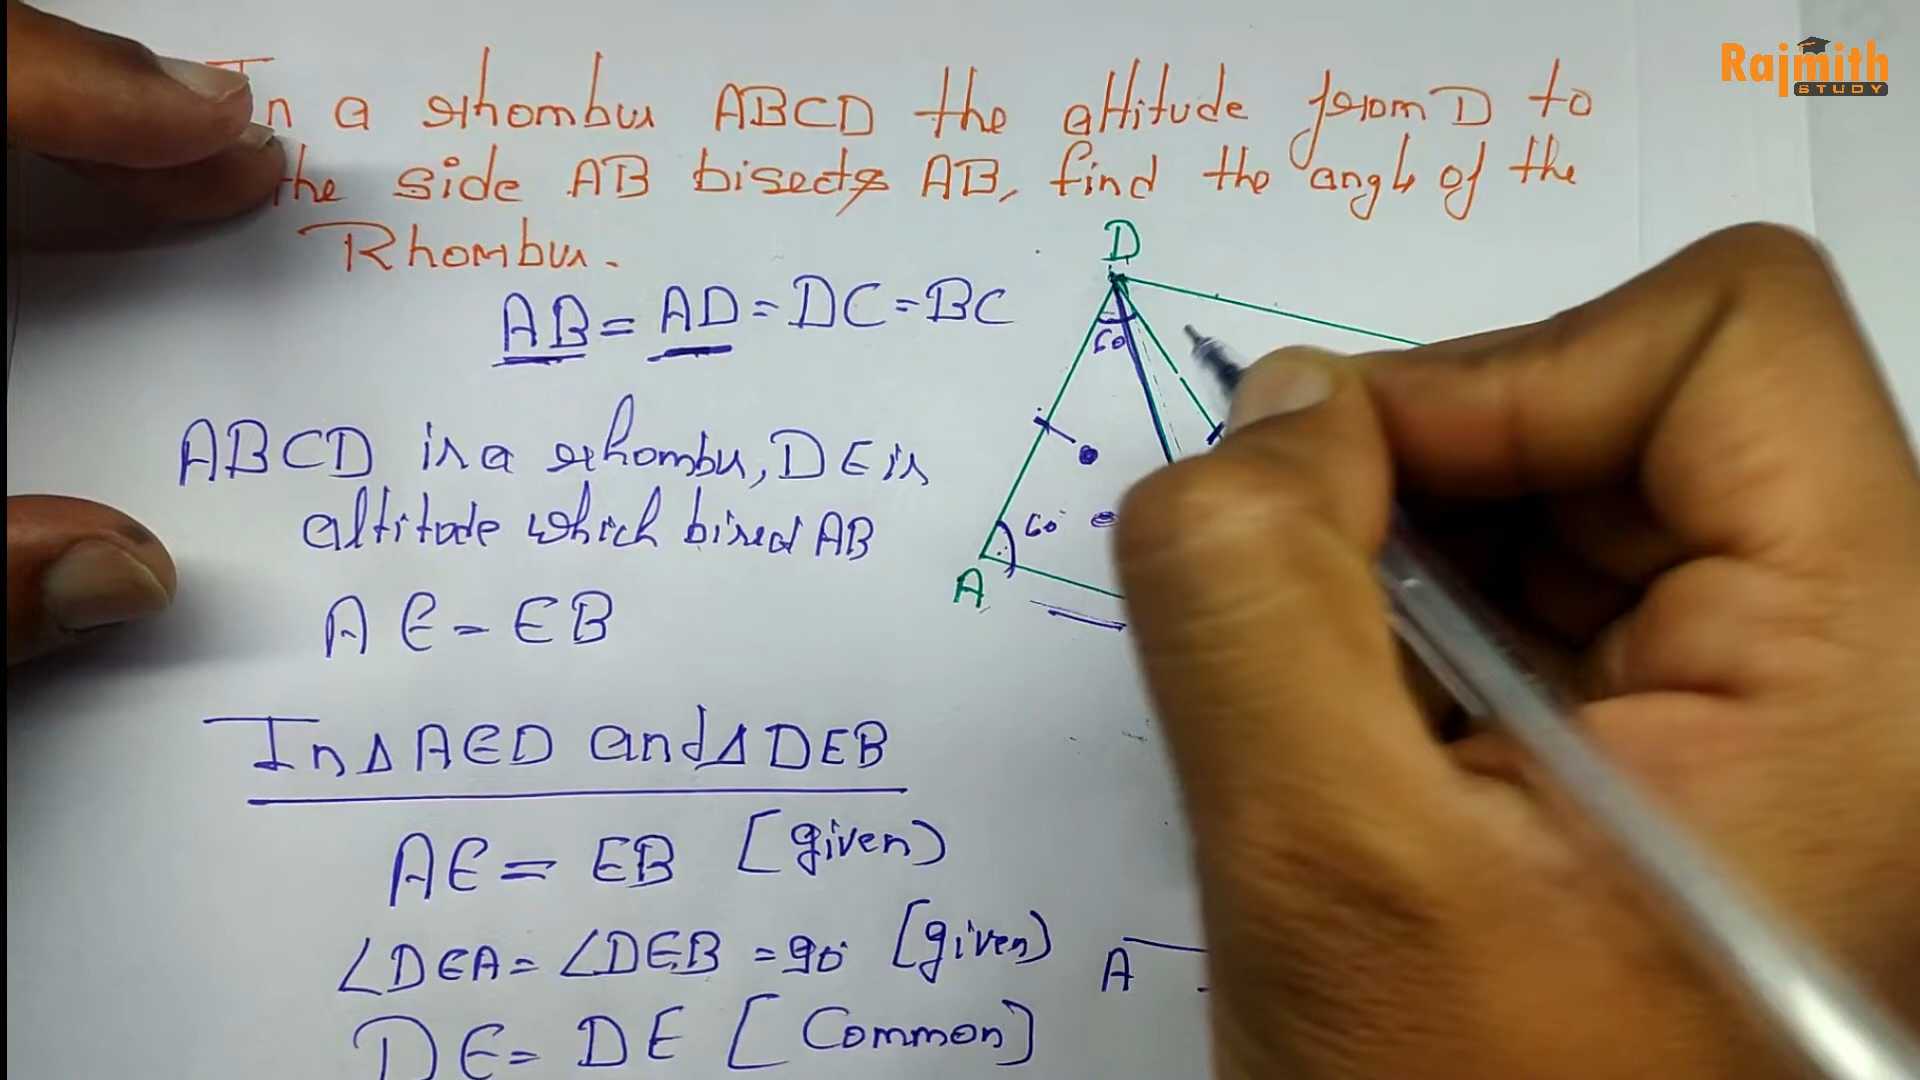 In a rhombus ABCD the altitude from D to
the side AB bisects AB, find the angle of the
Rhombus.
AB = AD = DC = BC
ABCD is a rhombus, DE is
altitude which bisect AB
AE = EB
In △ AED and △ DEB
AE = EB [given)
∠DEA = ∠DEB = 90° [given)
DE = DE [Common]
D
60
60°
A
A
Rajmith
STUDY